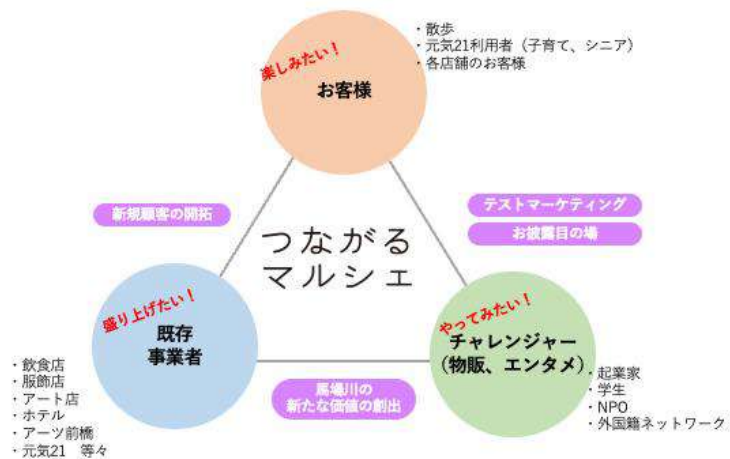 ・散歩
・元気21利用者（子育て、シニア）
・各店舗のお客様
楽しみたい！
お客様
新規顧客の開拓
テストマーケティング
お披露目の場
つながる
マルシェ
盛り上げたい！
既存
事業者
やってみたい！
チャレンジャー
（物販、エンタメ）
馬場川の
新たな価値の創出
・飲食店
・服飾店
・アート店
・ホテル
・アーツ前橋
・元気21　等々
・起業家
・学生
・NPO
・外国籍ネットワーク